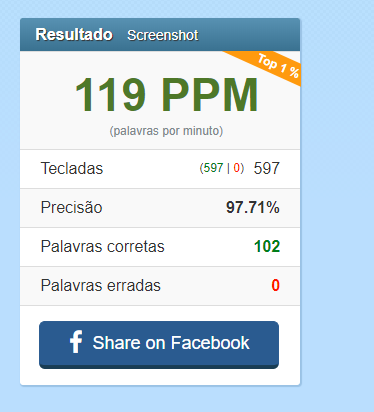 Resultado Screenshot
Top 1 %
119 PPM
(palavras por minuto)
Tecladas (597 | 0) 597
Precisão 97.71%
Palavras corretas 102
Palavras erradas 0
f Share on Facebook